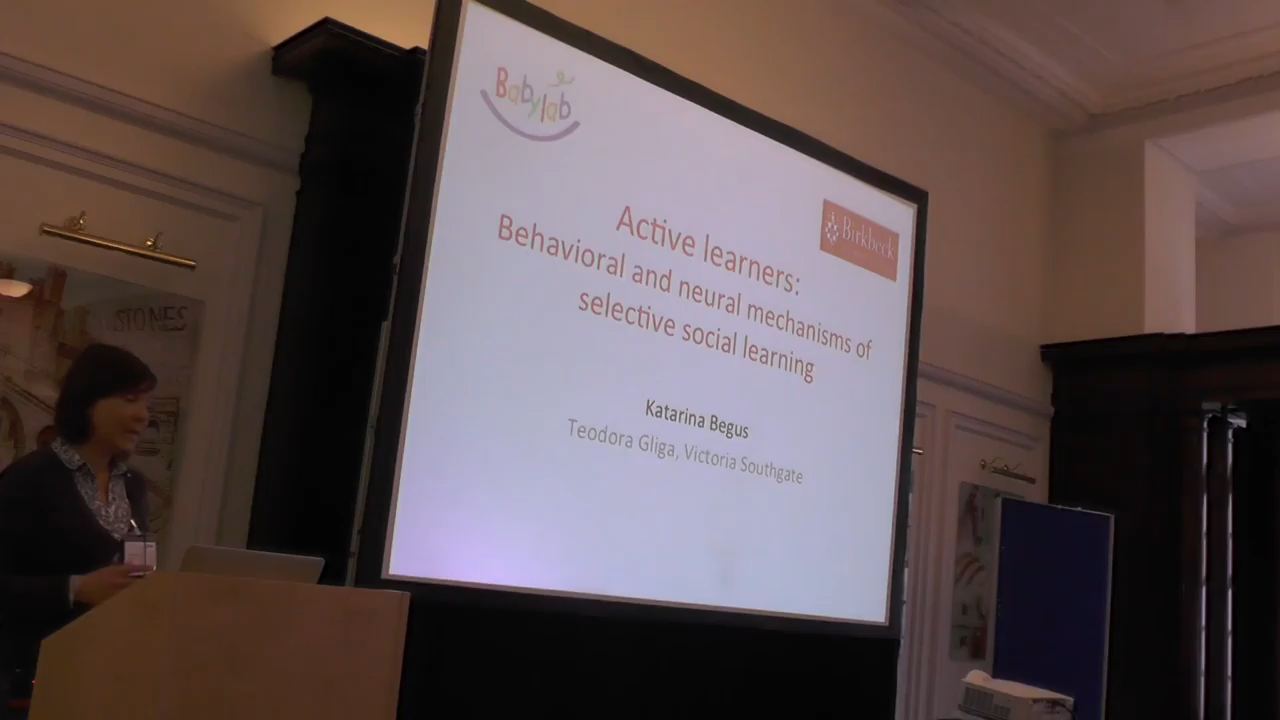 Babylab
Birkbeck
Active learners:
Behavioral and neural mechanisms of
selective social learning
Katarina Begus
Teodora Gliga, Victoria Southgate
STONES